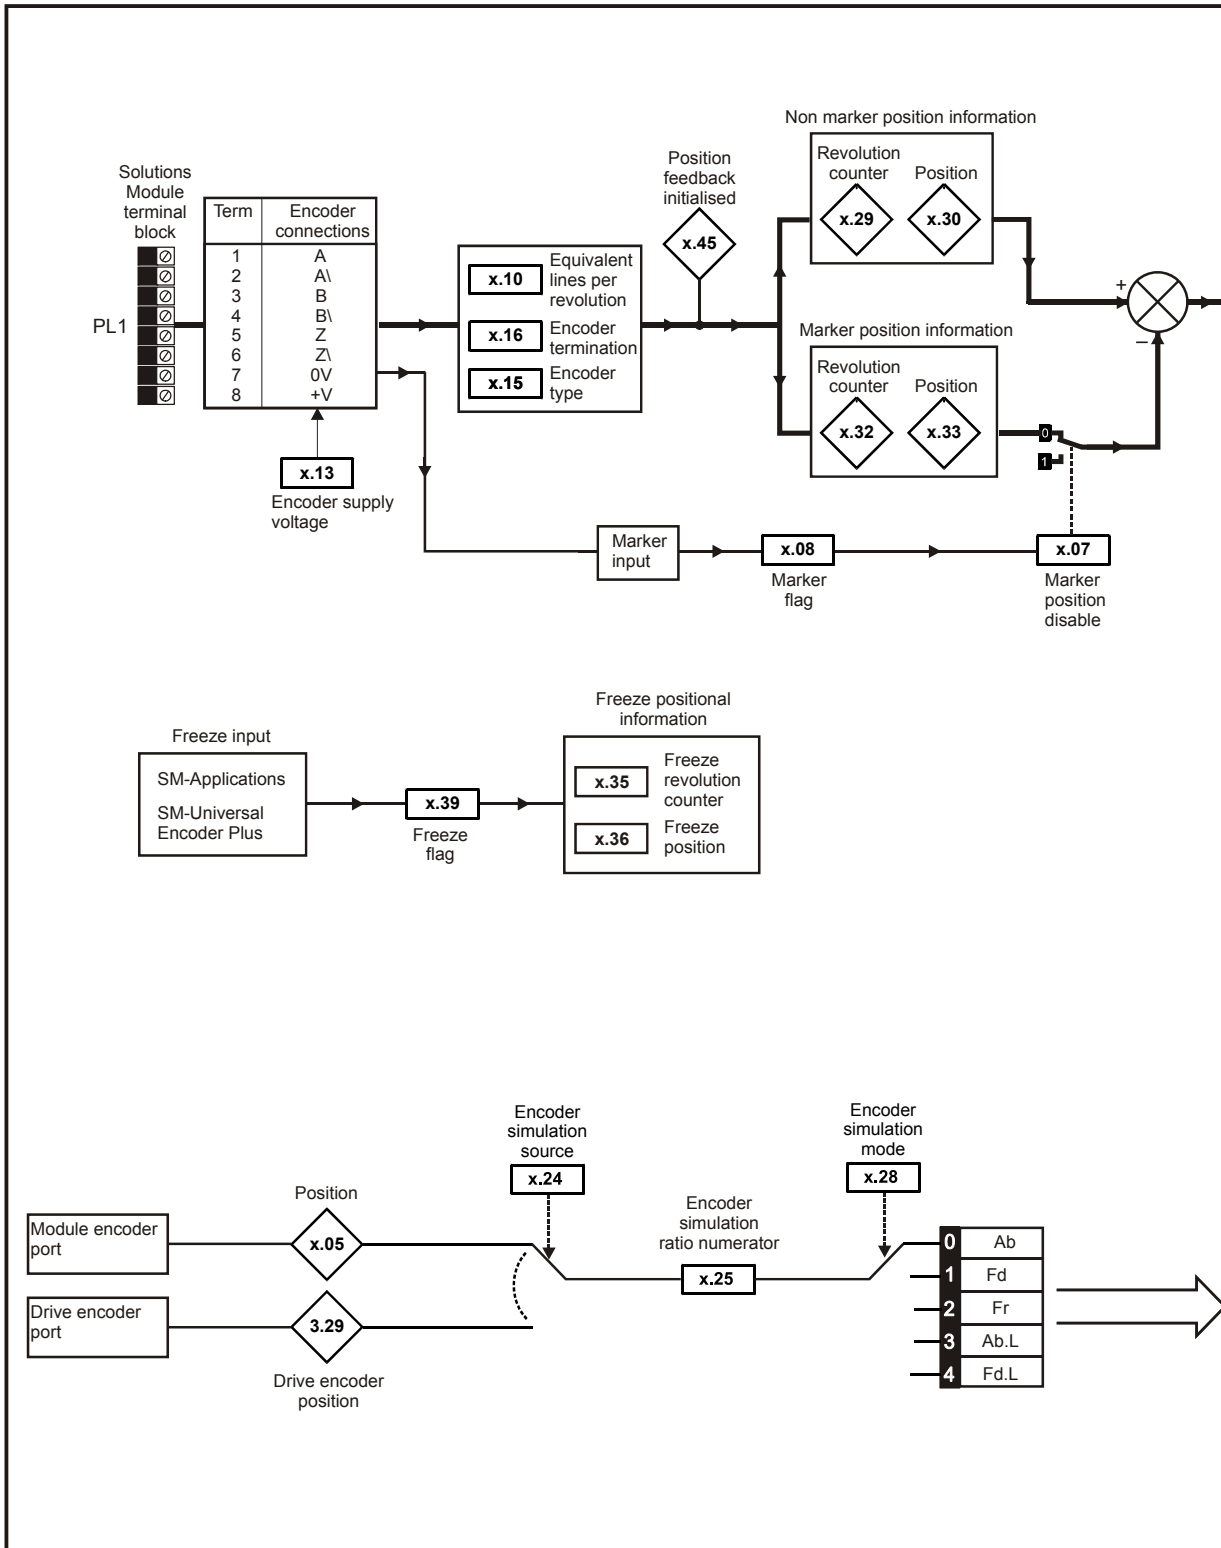 Non marker position information
Revolution
counter
Position
x.29
x.30
Position
feedback
initialised
x.45
Solutions
Module
terminal
block
PL1
Term
Encoder
connections
1 A
2 A\
3 B
4 B\
5 Z
6 Z\
7 0V
8 +V
x.10
Equivalent
lines per
revolution
x.16
Encoder
termination
x.15
Encoder
type
+
−
Marker position information
Revolution
counter
Position
x.32
x.33
0
1
x.13
Encoder supply
voltage
Marker
input
x.08
Marker
flag
x.07
Marker
position
disable
Freeze input
SM-Applications
SM-Universal
Encoder Plus
x.39
Freeze
flag
Freeze positional
information
x.35
Freeze
revolution
counter
x.36
Freeze
position
Encoder
simulation
source
x.24
Encoder
simulation
mode
x.28
Module encoder
port
Position
x.05
Drive encoder
port
3.29
Drive encoder
position
Encoder
simulation
ratio numerator
x.25
0 Ab
1 Fd
2 Fr
3 Ab.L
4 Fd.L